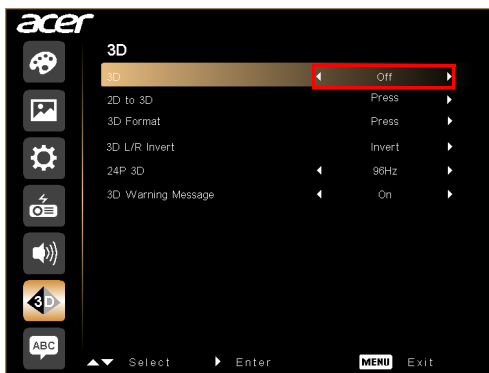 acer
3D
3D Off
2D to 3D Press
3D Format Press
3D L/R Invert Invert
24P 3D 96Hz
3D Warning Message On
3D
ABC
Select Enter MENU Exit